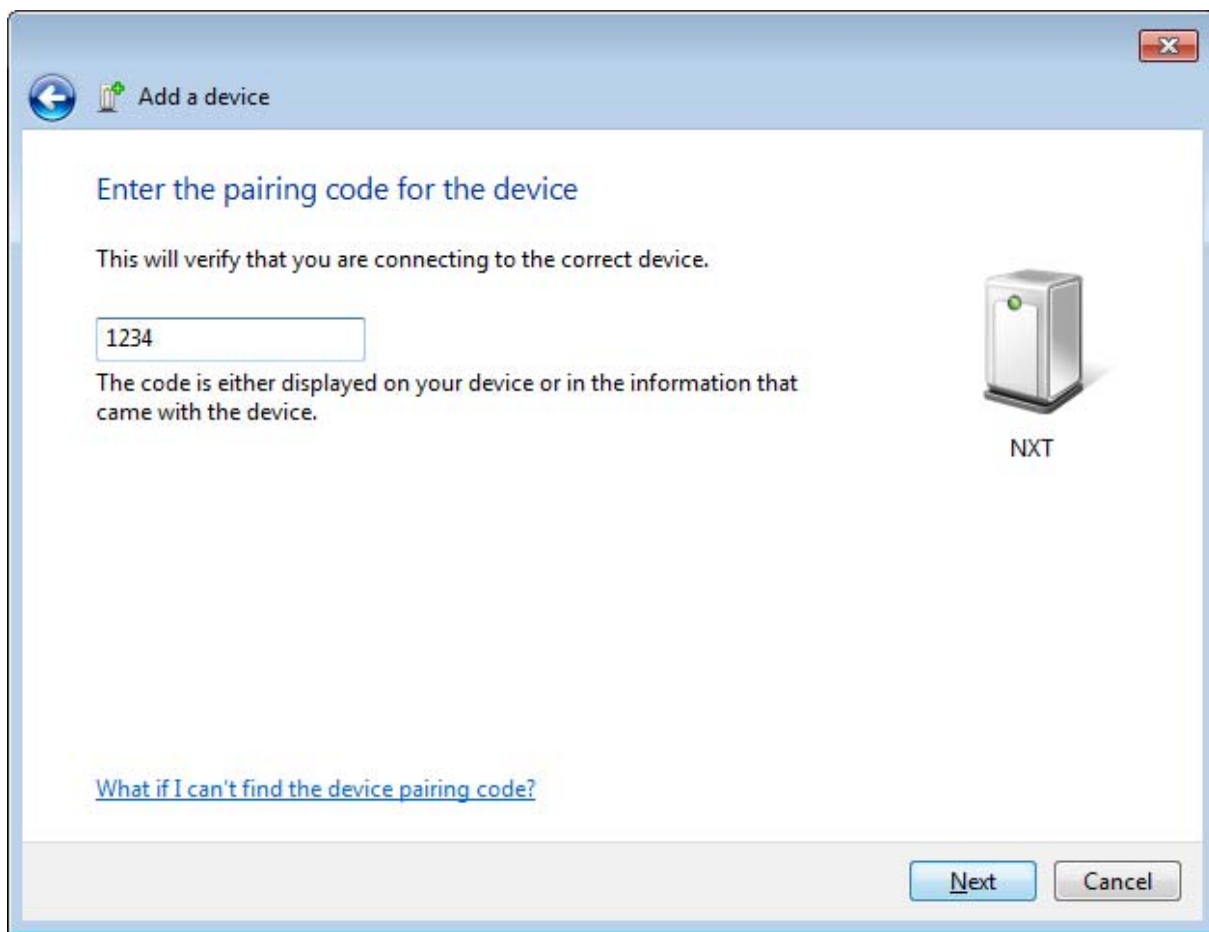 Add a device
Enter the pairing code for the device
This will verify that you are connecting to the correct device.
1234
The code is either displayed on your device or in the information that
came with the device.
NXT
What if I can't find the device pairing code?
Next
Cancel